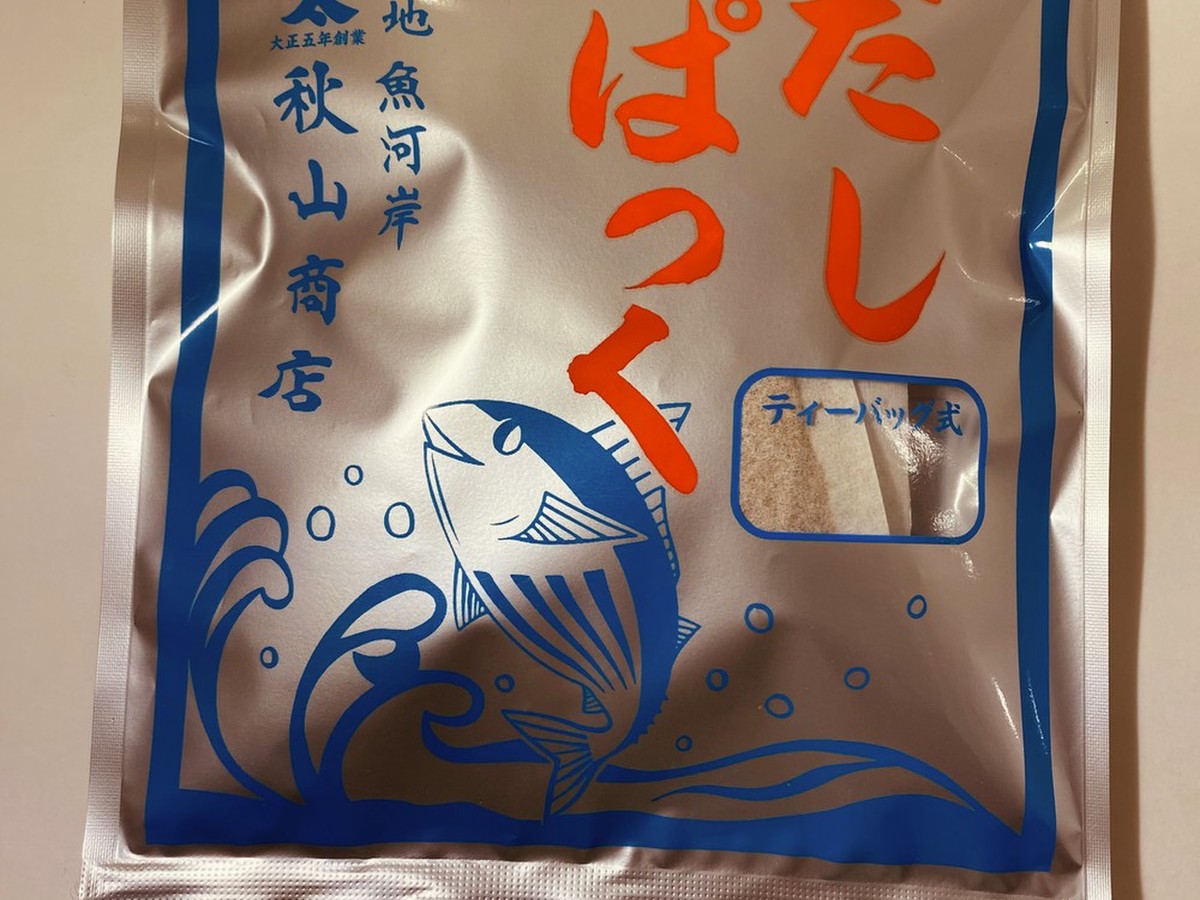 だし
ぱっく
ティーバッグ式
地 魚河岸
大正五年創業
秋山商店